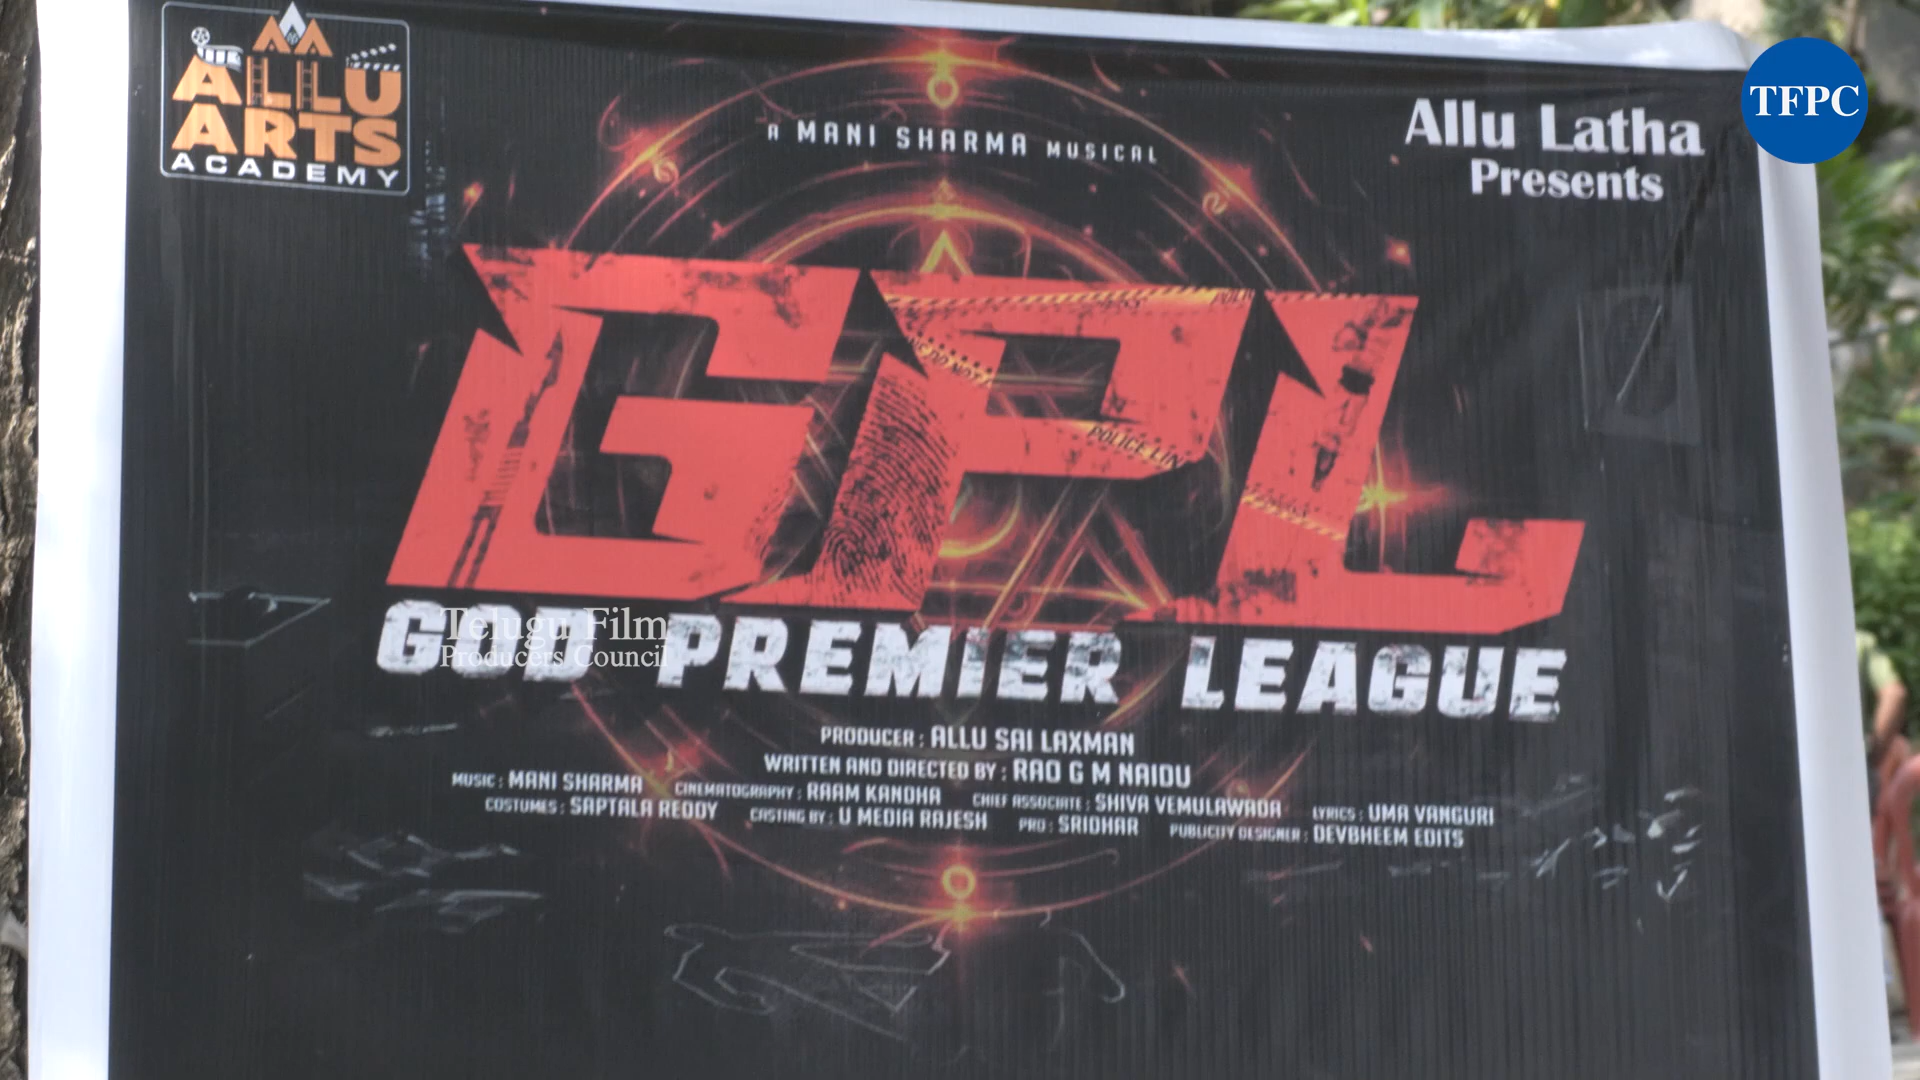 ALLU
ARTS
ACADEMY
A MANI SHARMA MUSICAL
Allu Latha
Presents
TFPC
GPL
POLICE LIN
DO NOT
GOD PREMIER LEAGUE
Telugu Film
Producers Council
PRODUCER : ALLU SAI LAXMAN
WRITTEN AND DIRECTED BY : RAO G M NAIDU
MUSIC : MANI SHARMA CINEMATOGRAPHY : RAAM KANDHA CHIEF ASSOCIATE : SHIVA VEMULAWADA LYRICS : UMA VANGURI
COSTUMES : SAPTALA REDDY CASTING BY : U MEDIA RAJESH PRO : SRIDHAR PUBLICITY DESIGNER : DEVBHEEM EDITS